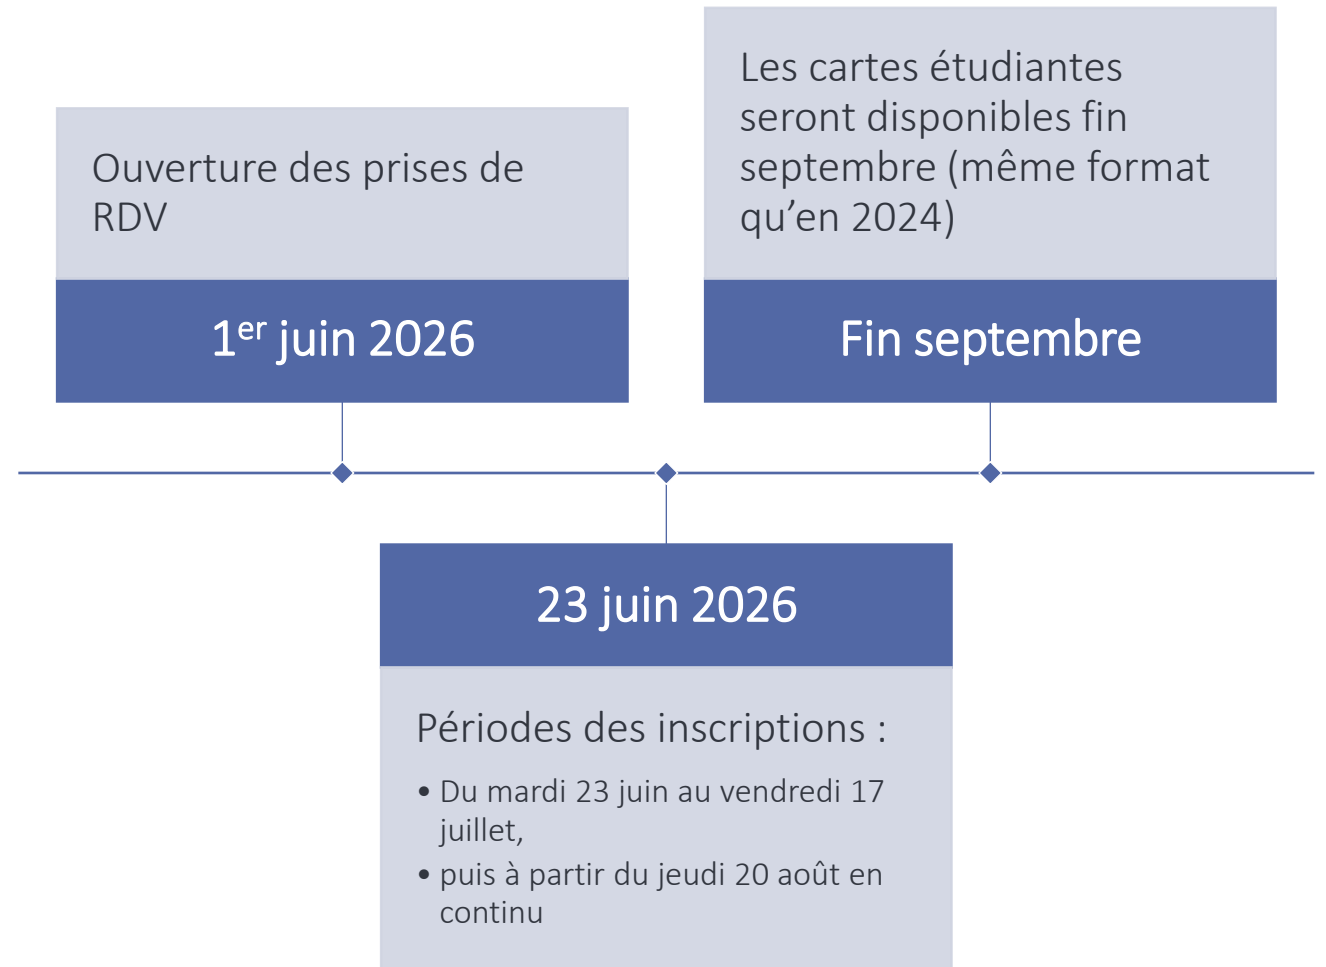 Ouverture des prises de
RDV
1er juin 2026
Les cartes étudiantes
seront disponibles fin
septembre (même format
qu’en 2024)
Fin septembre
23 juin 2026
Périodes des inscriptions :
• Du mardi 23 juin au vendredi 17
juillet,
• puis à partir du jeudi 20 août en
continu